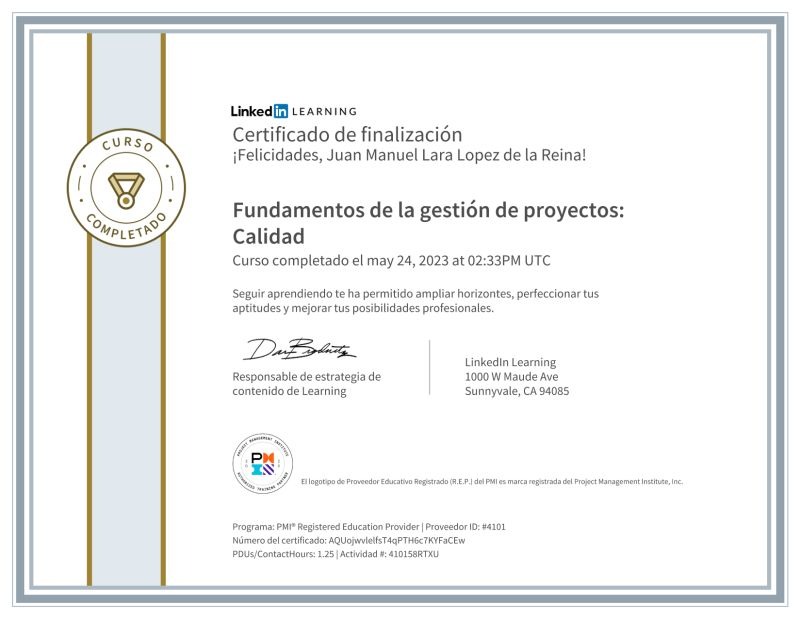 CURSO
COMPLETADO
LinkedIn LEARNING
Certificado de finalización
¡Felicidades, Juan Manuel Lara Lopez de la Reina!
Fundamentos de la gestión de proyectos:
Calidad
Curso completado el may 24, 2023 at 02:33PM UTC
Seguir aprendiendo te ha permitido ampliar horizontes, perfeccionar tus
aptitudes y mejorar tus posibilidades profesionales.
Responsable de estrategia de
contenido de Learning
LinkedIn Learning
1000 W Maude Ave
Sunnyvale, CA 94085
PROJECT MANAGEMENT INSTITUTE
AUTHORIZED TRAINING PARTNER
El logotipo de Proveedor Educativo Registrado (R.E.P.) del PMI es marca registrada del Project Management Institute, Inc.
Programa: PMI® Registered Education Provider | Proveedor ID: #4101
Número del certificado: AQUojwvlelfsT4qPTH6c7KYFaCEw
PDUs/ContactHours: 1.25 | Actividad #: 410158RTXU